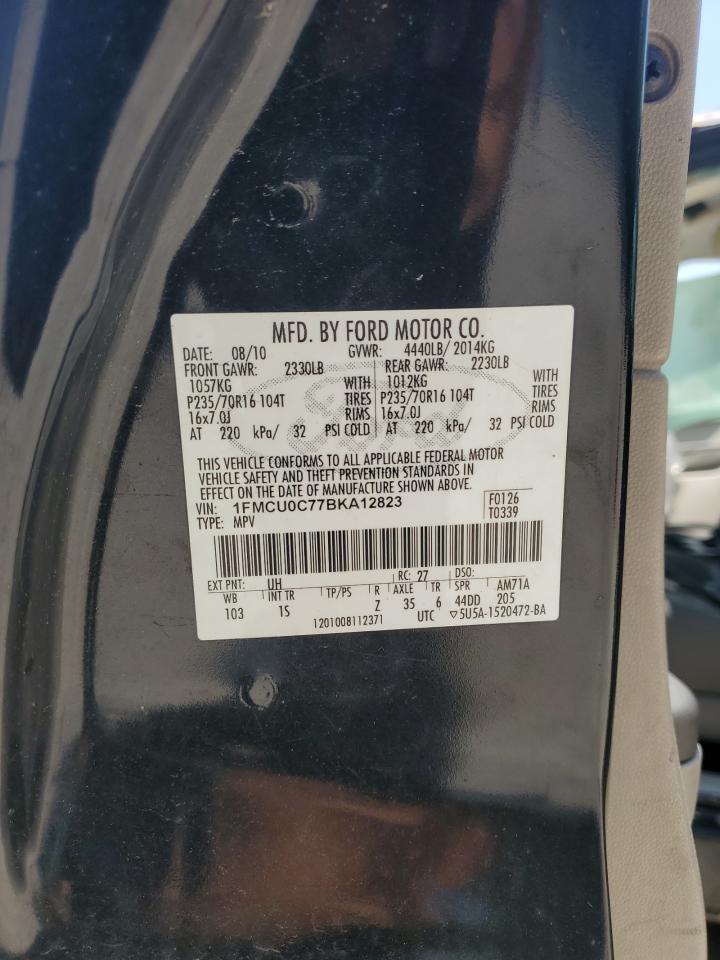 MFD. BY FORD MOTOR CO.
DATE: 08/10 GVWR: 4440LB/ 2014KG
FRONT GAWR: 2330LB REAR GAWR: 2230LB
1057KG WITH 1012KG WITH
P235/70R16 104T TIRES P235/70R16 104T TIRES
16x7.0J RIMS 16x7.0J RIMS
AT 220 kPa/ 32 PSI COLD AT 220 kPa/ 32 PSI COLD
THIS VEHICLE CONFORMS TO ALL APPLICABLE FEDERAL MOTOR
VEHICLE SAFETY AND THEFT PREVENTION STANDARDS IN
EFFECT ON THE DATE OF MANUFACTURE SHOWN ABOVE.
VIN: 1FMCU0C77BKA12823 F0126
TYPE: MPV T0339
EXT PNT: UH RC: 27 DSO:
WB INT TR TP/PS R AXLE TR SPR AM71A
103 1S Z 35 6 44DD 205
1201008112371 UTC ▽5U5A-1520472-BA
Ford